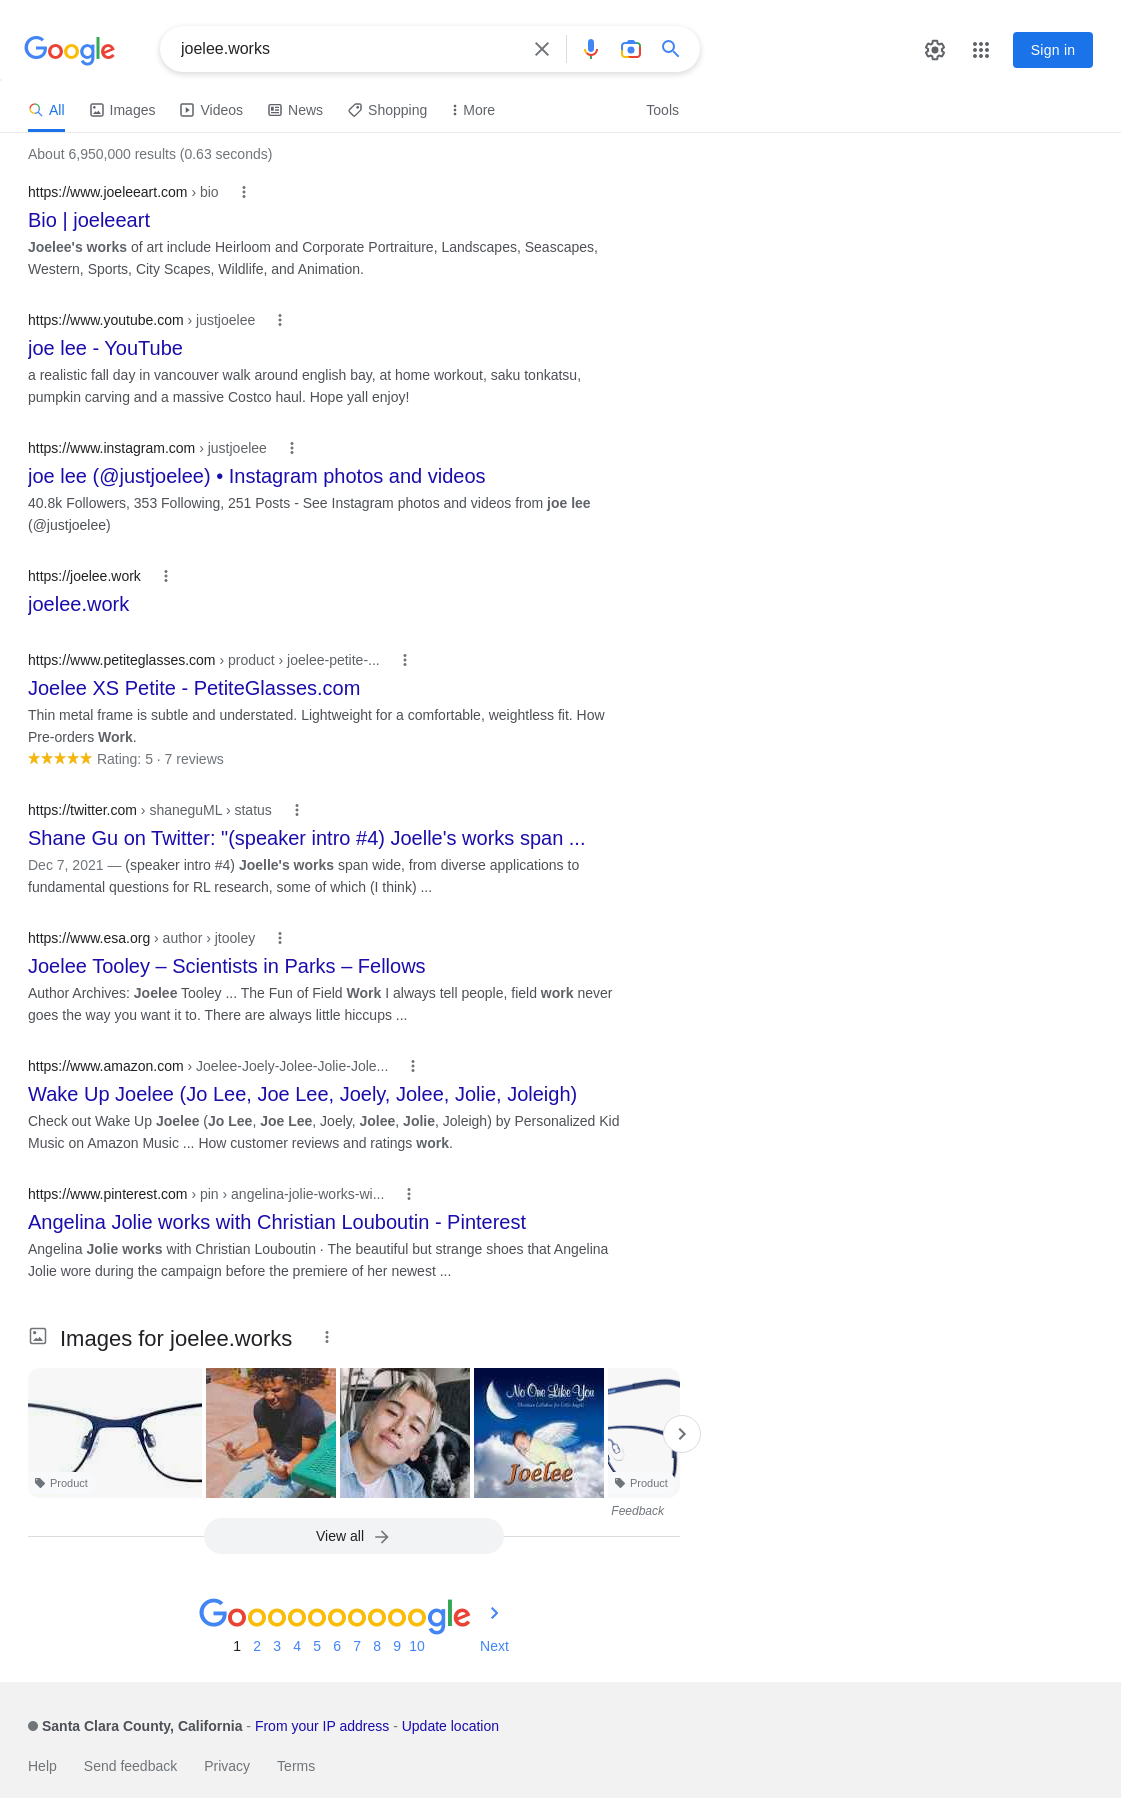 Google
joelee.works
Sign in
All
Images
Videos
News
Shopping
More
Tools
About 6,950,000 results (0.63 seconds)
https://www.joeleeart.com › bio
Bio | joeleeart
Joelee's works of art include Heirloom and Corporate Portraiture, Landscapes, Seascapes,
Western, Sports, City Scapes, Wildlife, and Animation.
https://www.youtube.com › justjoelee
joe lee - YouTube
a realistic fall day in vancouver walk around english bay, at home workout, saku tonkatsu,
pumpkin carving and a massive Costco haul. Hope yall enjoy!
https://www.instagram.com › justjoelee
joe lee (@justjoelee) • Instagram photos and videos
40.8k Followers, 353 Following, 251 Posts - See Instagram photos and videos from joe lee
(@justjoelee)
https://joelee.work
joelee.work
https://www.petiteglasses.com › product › joelee-petite-...
Joelee XS Petite - PetiteGlasses.com
Thin metal frame is subtle and understated. Lightweight for a comfortable, weightless fit. How
Pre-orders Work.
Rating: 5 · 7 reviews
https://twitter.com › shaneguML › status
Shane Gu on Twitter: "(speaker intro #4) Joelle's works span ...
Dec 7, 2021 — (speaker intro #4) Joelle's works span wide, from diverse applications to
fundamental questions for RL research, some of which (I think) ...
https://www.esa.org › author › jtooley
Joelee Tooley – Scientists in Parks – Fellows
Author Archives: Joelee Tooley ... The Fun of Field Work I always tell people, field work never
goes the way you want it to. There are always little hiccups ...
https://www.amazon.com › Joelee-Joely-Jolee-Jolie-Jole...
Wake Up Joelee (Jo Lee, Joe Lee, Joely, Jolee, Jolie, Joleigh)
Check out Wake Up Joelee (Jo Lee, Joe Lee, Joely, Jolee, Jolie, Joleigh) by Personalized Kid
Music on Amazon Music ... How customer reviews and ratings work.
https://www.pinterest.com › pin › angelina-jolie-works-wi...
Angelina Jolie works with Christian Louboutin - Pinterest
Angelina Jolie works with Christian Louboutin · The beautiful but strange shoes that Angelina
Jolie wore during the campaign before the premiere of her newest ...
Images for joelee.works
No One Like You
Joelee
Product
Product
Feedback
View all
Goooooooooogle
1 2 3 4 5 6 7 8 9 10 Next
Santa Clara County, California - From your IP address - Update location
Help
Send feedback
Privacy
Terms